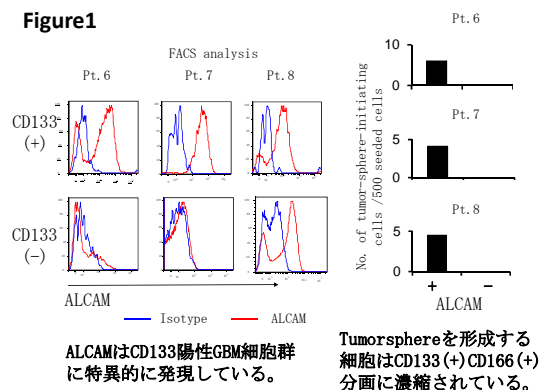 Figure1
FACS analysis
Pt.6
Pt.7
Pt.8
CD133
(+)
CD133
(-)
ALCAM
Isotype
ALCAM
ALCAMはCD133陽性GBM細胞群
に特異的に発現している。
Pt.6
10
5
0
Pt.7
5
0
Pt.8
5
0
No. of tumor-sphere-initiating
cells /500 seeded cells
+ −
ALCAM
Tumorsphereを形成する
細胞はCD133(+)CD166(+)
分画に濃縮されている。